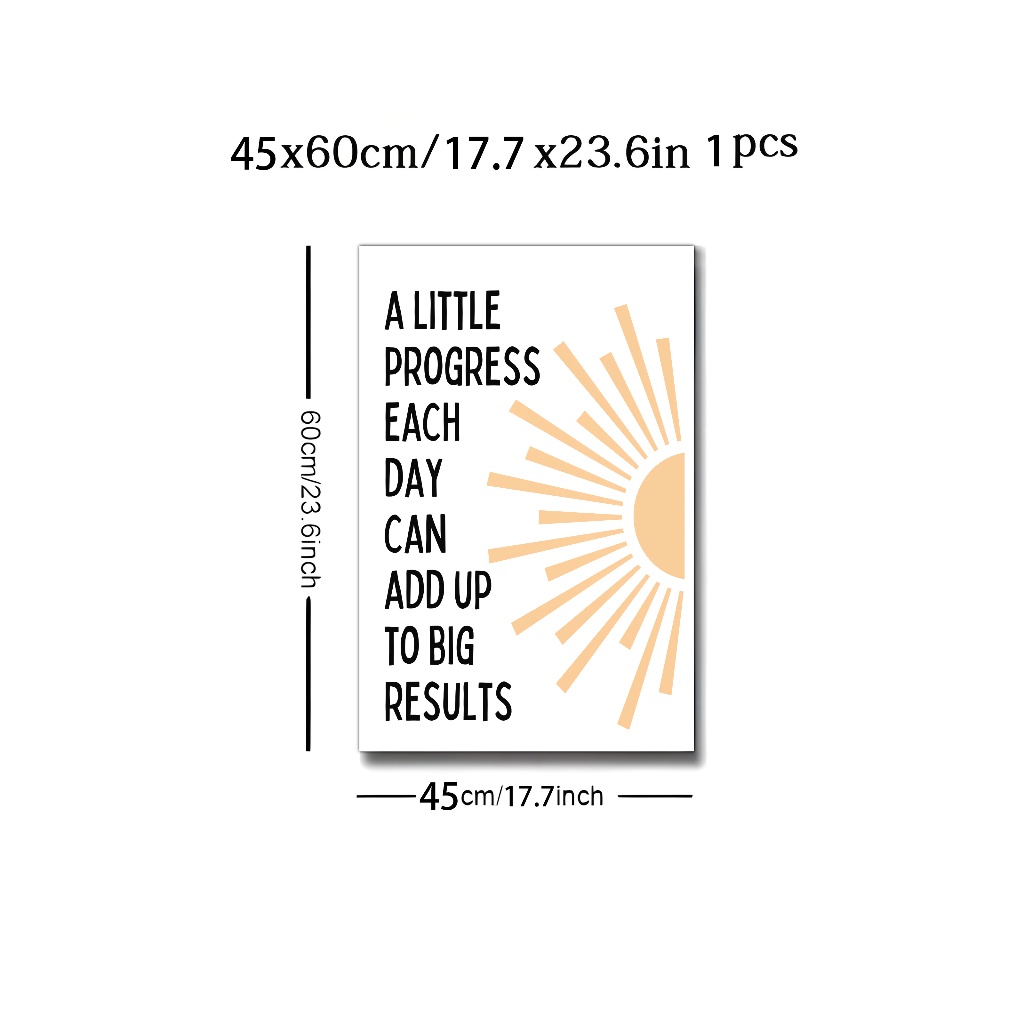 45x60cm/17.7 x23.6in 1pcs
A LITTLE
PROGRESS
EACH
DAY
CAN
ADD UP
TO BIG
RESULTS
60cm/23.6inch
45cm/17.7inch